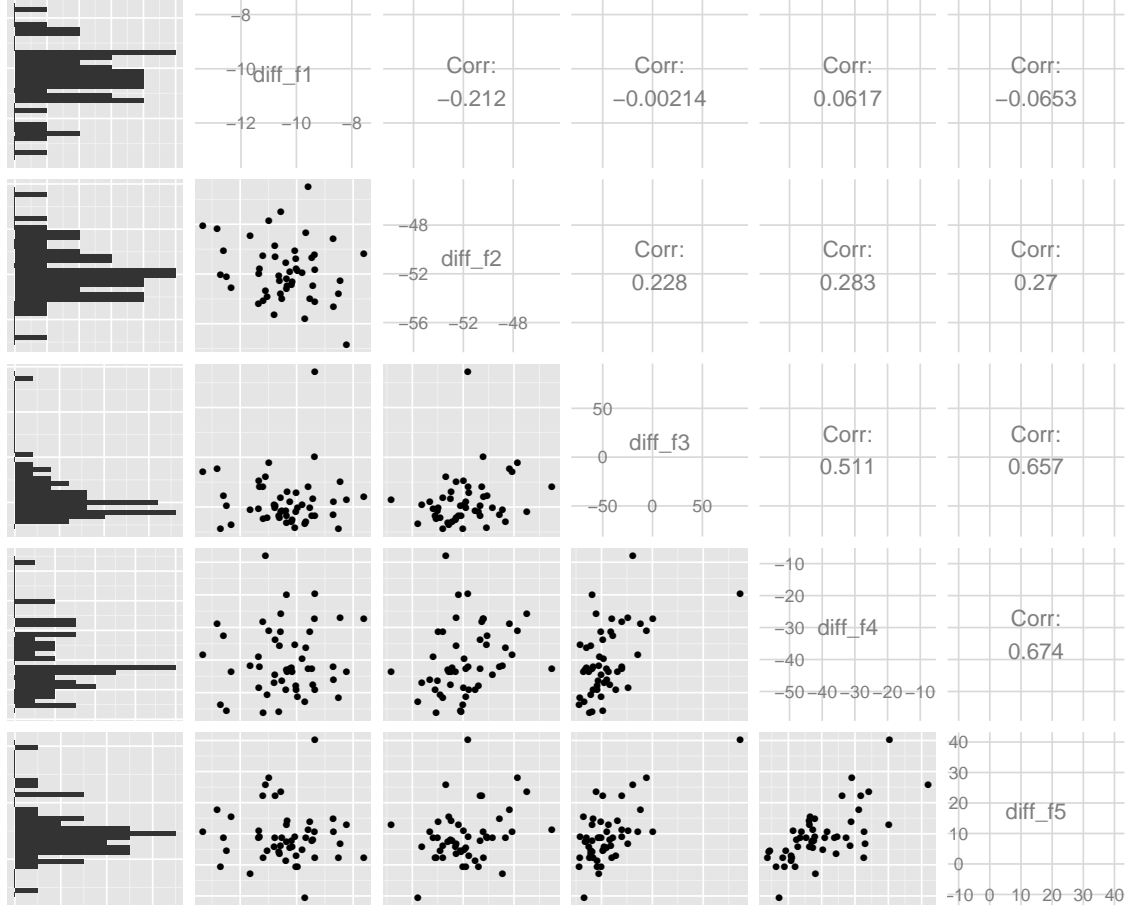 −8
−10
diff_f1
−12 −10 −8
Corr:
−0.212
Corr:
−0.00214
Corr:
0.0617
Corr:
−0.0653
−48
−52
diff_f2
−56 −52 −48
Corr:
0.228
Corr:
0.283
Corr:
0.27
50
diff_f3
0
−50 0 50
Corr:
0.511
Corr:
0.657
−10
−20
−30
diff_f4
−40
−50 −40 −30 −20 −10
Corr:
0.674
40
30
20
diff_f5
10
0
−10 0 10 20 30 40